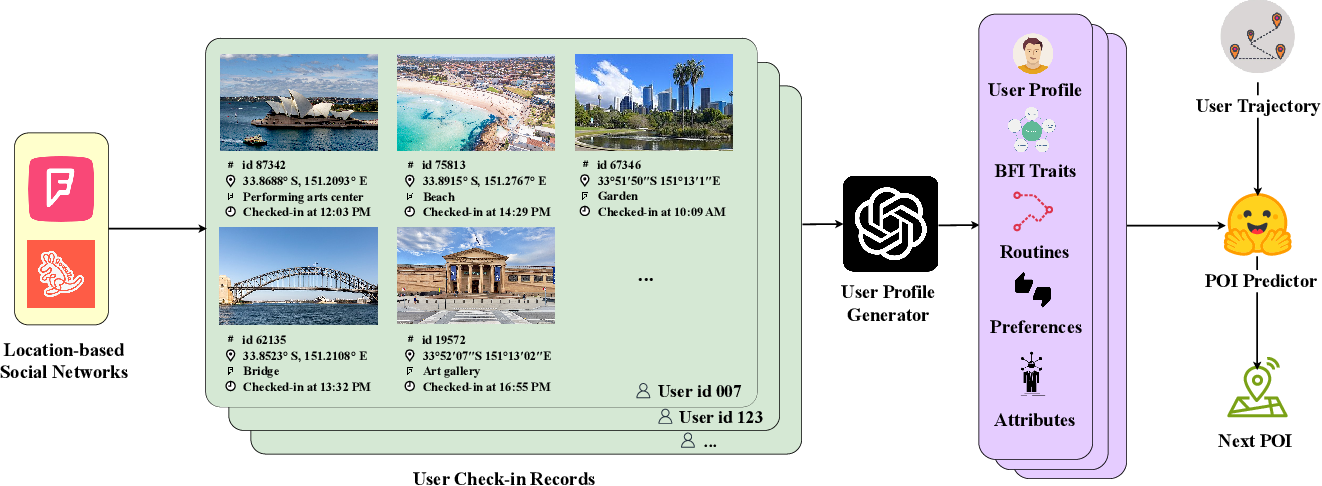 Location-based
Social Networks
# id 87342
33.8688° S, 151.2093° E
Performing arts center
Checked-in at 12:03 PM
# id 75813
33.8915° S, 151.2767° E
Beach
Checked-in at 14:29 PM
# id 67346
33°51′50″S 151°13′1″E
Garden
Checked-in at 10:09 AM
# id 62135
33.8523° S, 151.2108° E
Bridge
Checked-in at 13:32 PM
# id 19572
33°52′07″S 151°13′02″E
Art gallery
Checked-in at 16:55 PM
...
User id 007
User id 123
...
User Check-in Records
User Profile
Generator
User Profile
BFI Traits
Routines
Preferences
Attributes
User Trajectory
POI Predictor
Next POI